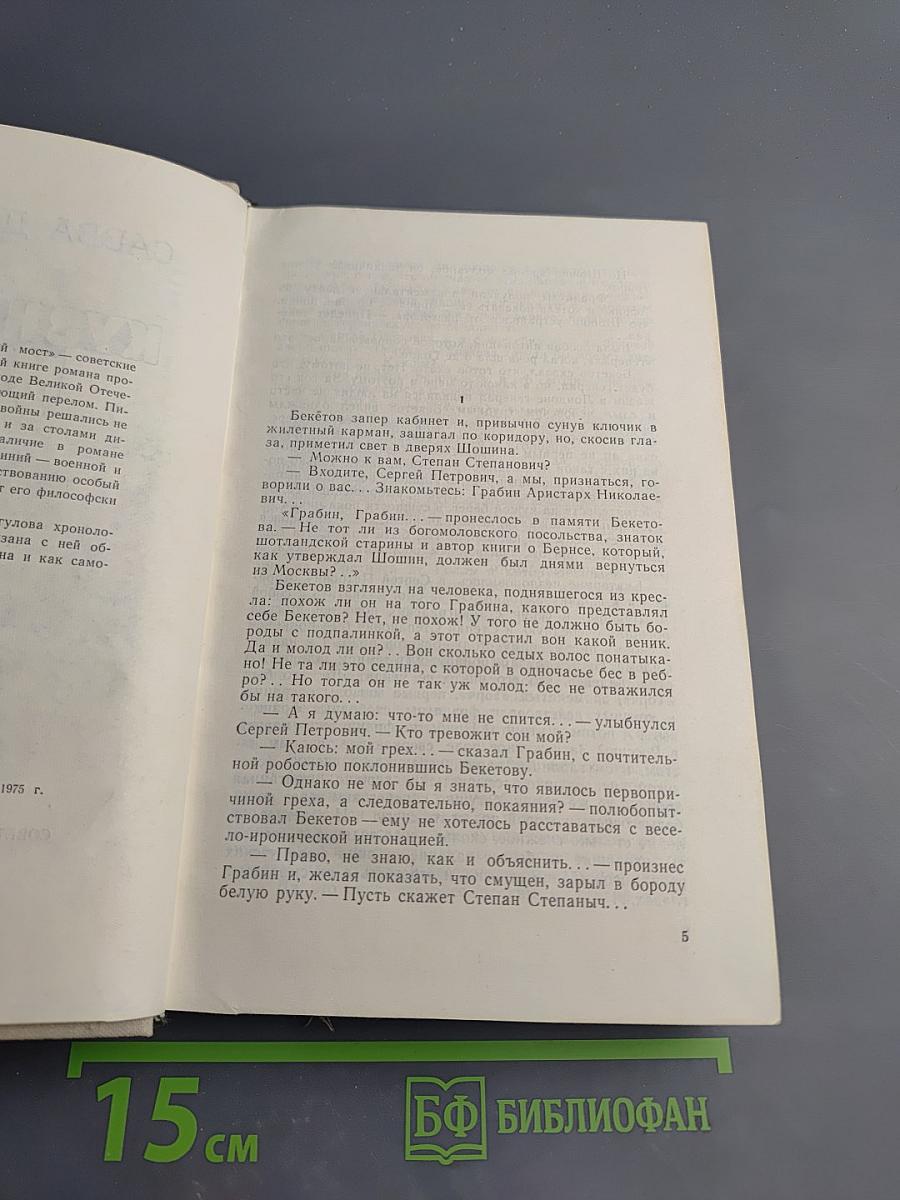 й мост» — советские
й книге романа про-
оде Великой Отече-
ющий перелом. Пи-
войны решались не
и за столами ди-
аличие в романе
иний — военной и
ствованию особый
т его философски
гулова хроноло-
зана с ней об-
на и как само-
1975 г.
1
Бекетов запер кабинет и, привычно сунув ключик в
жилетный карман, зашагал по коридору, но, скосив гла-
за, приметил свет в дверях Шошина.
— Можно к вам, Степан Степанович?
— Входите, Сергей Петрович, а мы, признаться, го-
ворили о вас... Знакомьтесь: Грабин Аристарх Николае-
вич...
«Грабин, Грабин... — пронеслось в памяти Бекето-
ва. — Не тот ли из богомоловского посольства, знаток
шотландской старины и автор книги о Бернсе, который,
как утверждал Шошин, должен был днями вернуться
из Москвы?..»
Бекетов взглянул на человека, поднявшегося из крес-
ла: похож ли он на того Грабина, какого представлял
себе Бекетов? Нет, не похож! У того не должно быть бо-
роды с подпалинкой, а этот отрастил вон какой веник.
Да и молод ли он?.. Вон сколько седых волос понатыка-
но! Не та ли это седина, с которой в одночасье бес в реб-
ро?.. Но тогда он не так уж молод: бес не отважился
бы на такого...
— А я думаю: что-то мне не спится... — улыбнулся
Сергей Петрович. — Кто тревожит сон мой?
— Каюсь: мой грех... — сказал Грабин, с почтитель-
ной робостью поклонившись Бекетову.
— Однако не мог бы я знать, что явилось первопри-
чиной греха, а следовательно, покаяния? — полюбопыт-
ствовал Бекетов — ему не хотелось расставаться с весе-
ло-иронической интонацией.
— Право, не знаю, как и объяснить... — произнес
Грабин и, желая показать, что смущен, зарыл в бороду
белую руку. — Пусть скажет Степан Степаныч...
5
15 см
БФ БИБЛИОФАН